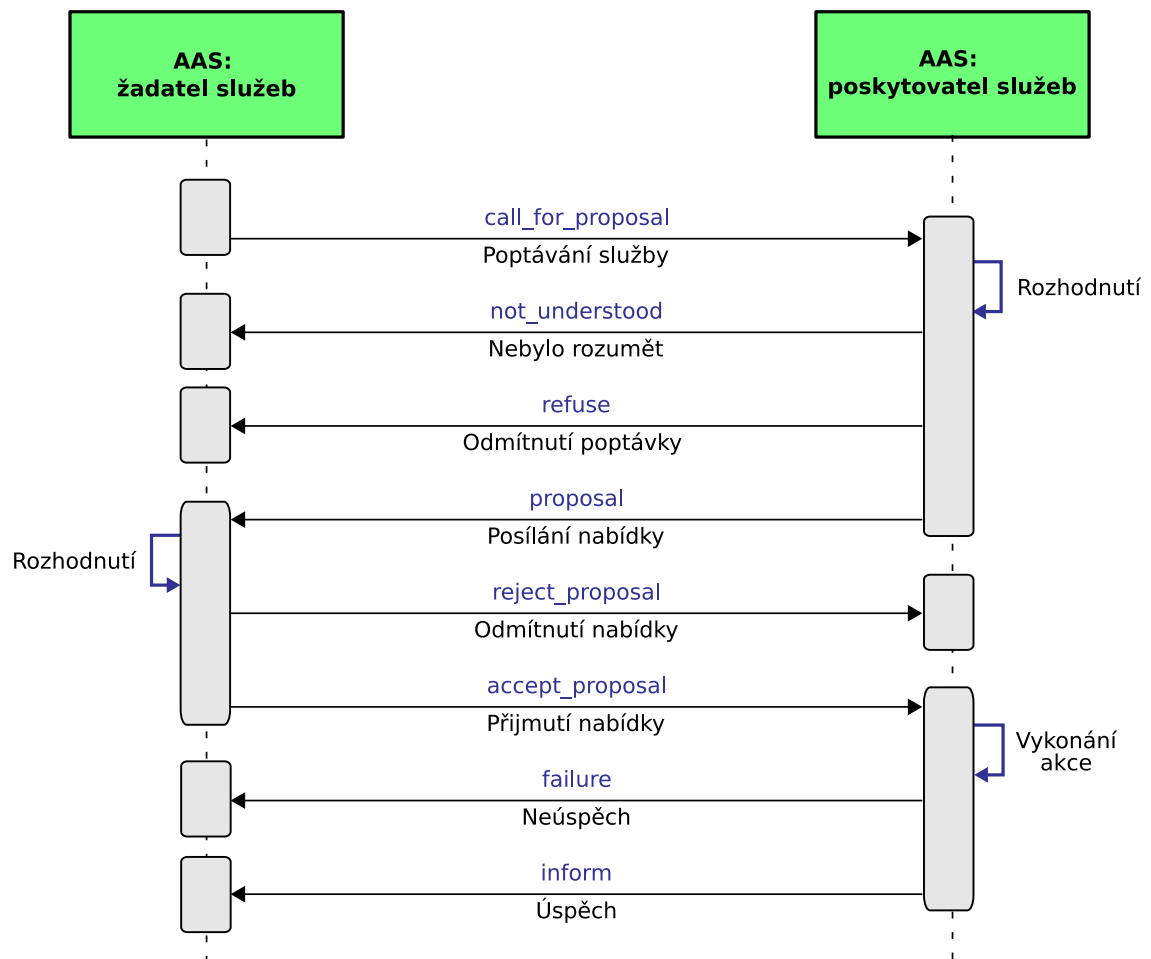 AAS:
žadatel služeb
AAS:
poskytovatel služeb
call_for_proposal
Poptávání služby
Rozhodnutí
not_understood
Nebylo rozumět
refuse
Odmítnutí poptávky
proposal
Posílání nabídky
Rozhodnutí
reject_proposal
Odmítnutí nabídky
accept_proposal
Přijmutí nabídky
Vykonání
akce
failure
Neúspěch
inform
Úspěch